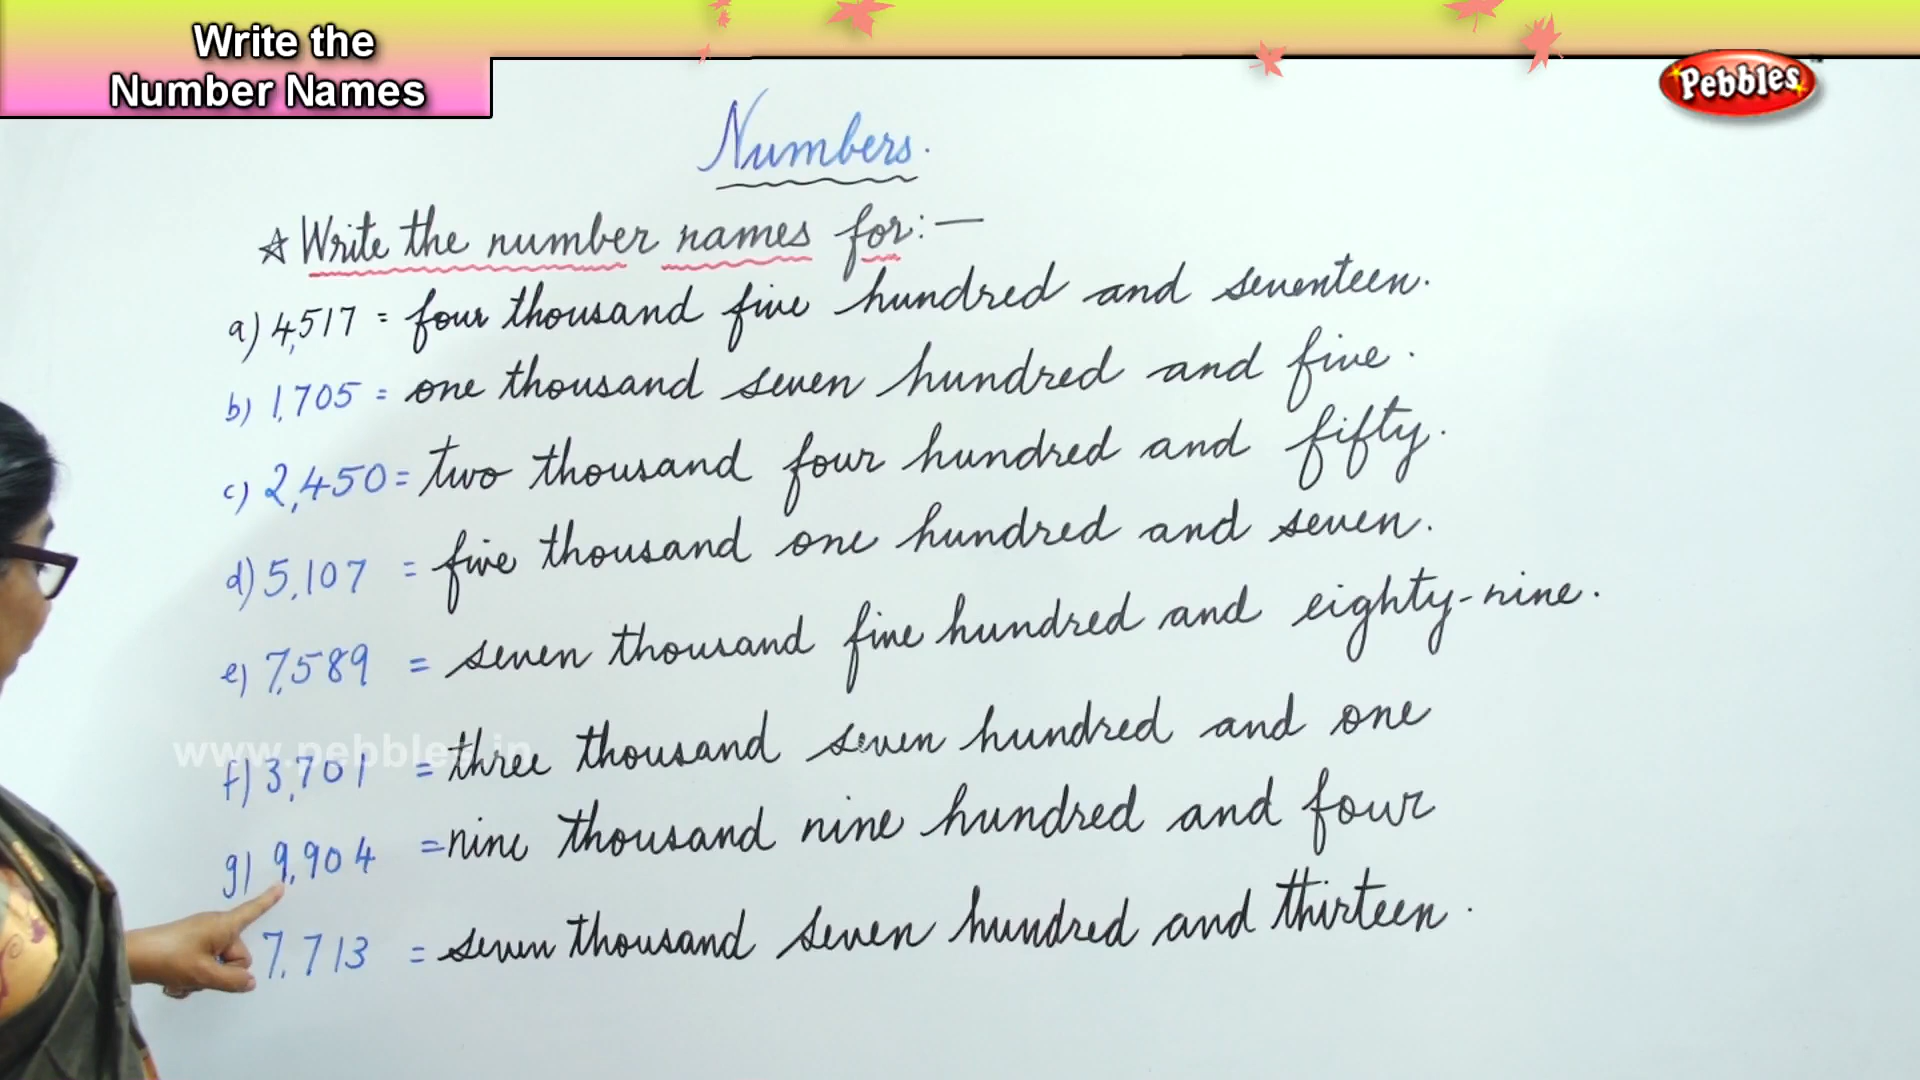 Write the
Number Names
Pebbles
Numbers.
☆ Write the number names for:—
a) 4,517 = four thousand five hundred and seventeen.
b) 1,705 = one thousand seven hundred and five.
c) 2,450 = two thousand four hundred and fifty.
d) 5,107 = five thousand one hundred and seven.
e) 7,589 = seven thousand five hundred and eighty-nine.
www.pebbles.in
f) 3,701 = three thousand seven hundred and one
g) 9,904 = nine thousand nine hundred and four
7,713 = seven thousand seven hundred and thirteen.